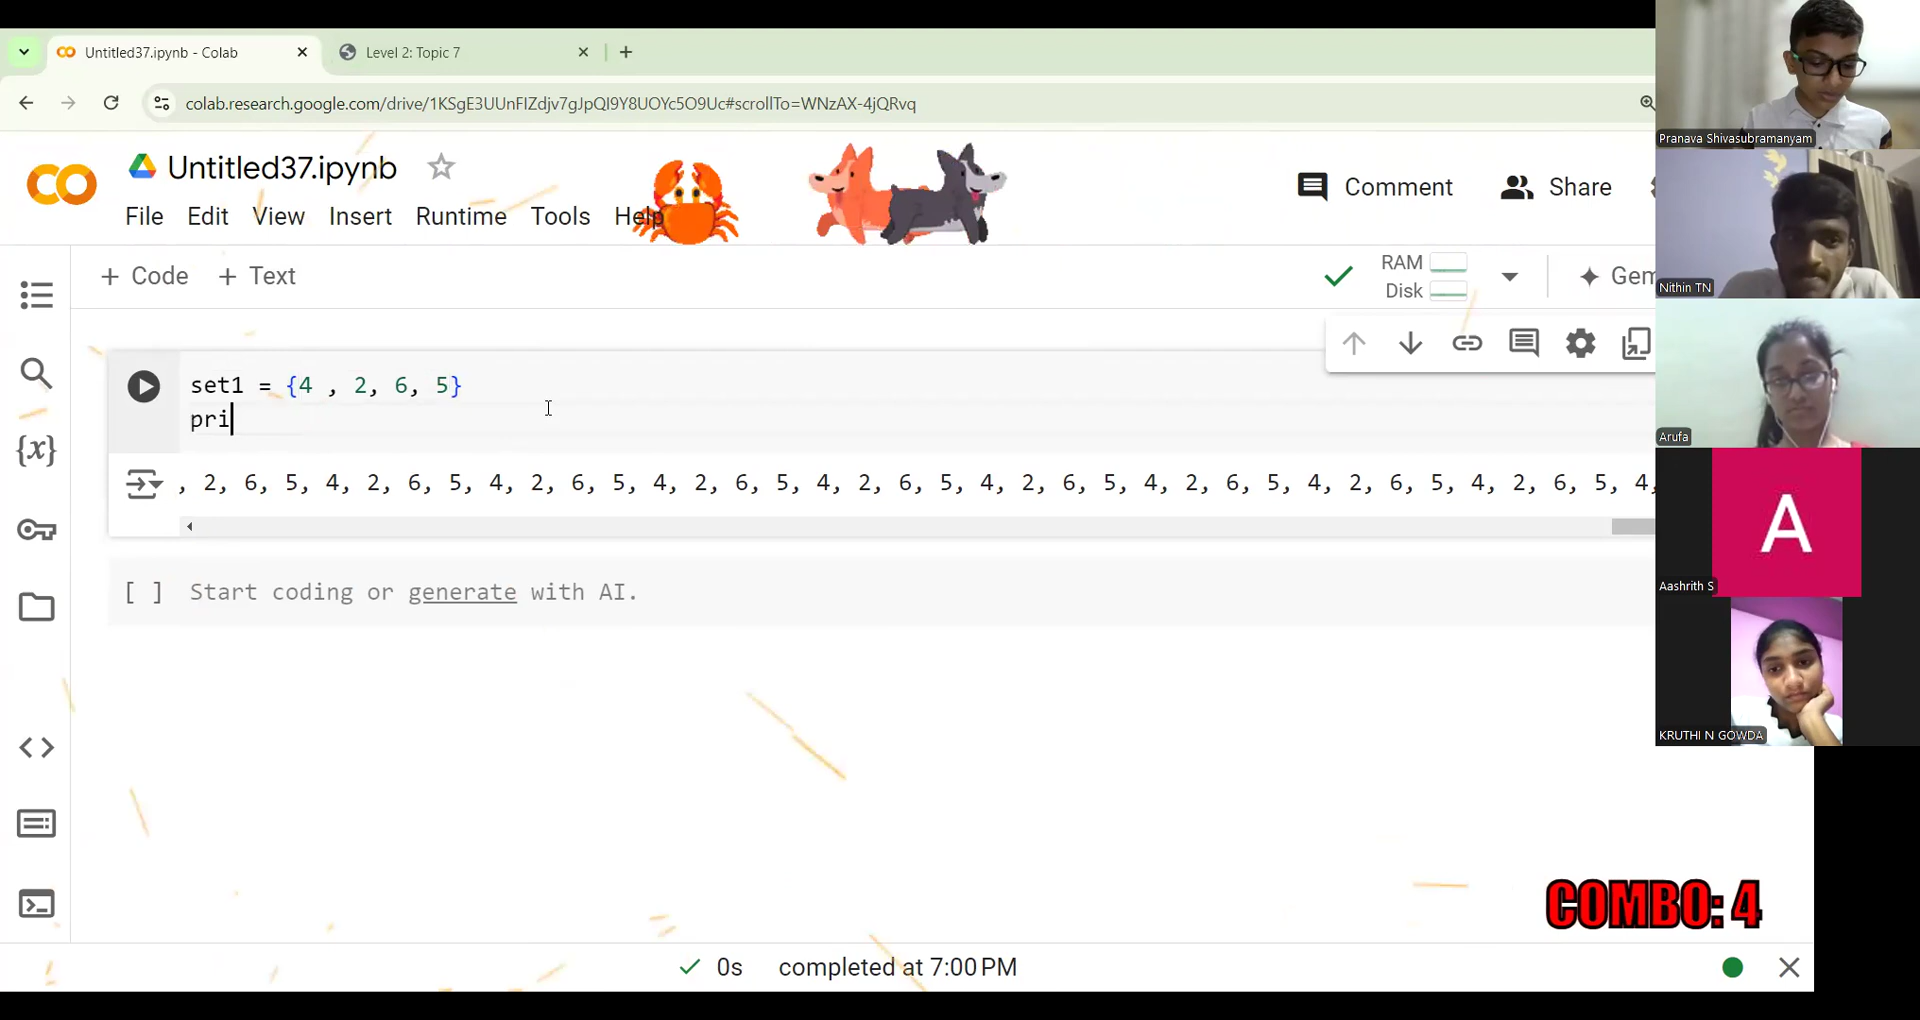 Untitled37.ipynb - Colab
Level 2: Topic 7
colab.research.google.com/drive/1KSgE3UUnFIZdjv7gJpQI9Y8UOYc5O9Uc#scrollTo=WNzAX-4jQRvq
Untitled37.ipynb
Comment
Share
File Edit View Insert Runtime Tools Help
+ Code + Text
RAM
Disk
Gem
set1 = {4 , 2, 6, 5}
pri
, 2, 6, 5, 4, 2, 6, 5, 4, 2, 6, 5, 4, 2, 6, 5, 4, 2, 6, 5, 4, 2, 6, 5, 4, 2, 6, 5, 4, 2, 6, 5, 4, 2, 6, 5, 4,
[ ] Start coding or generate with AI.
{x}
0s completed at 7:00 PM
COMBO: 4
Pranava Shivasubramanyam
Nithin TN
Arufa
A
Aashrith S
KRUTHI N GOWDA